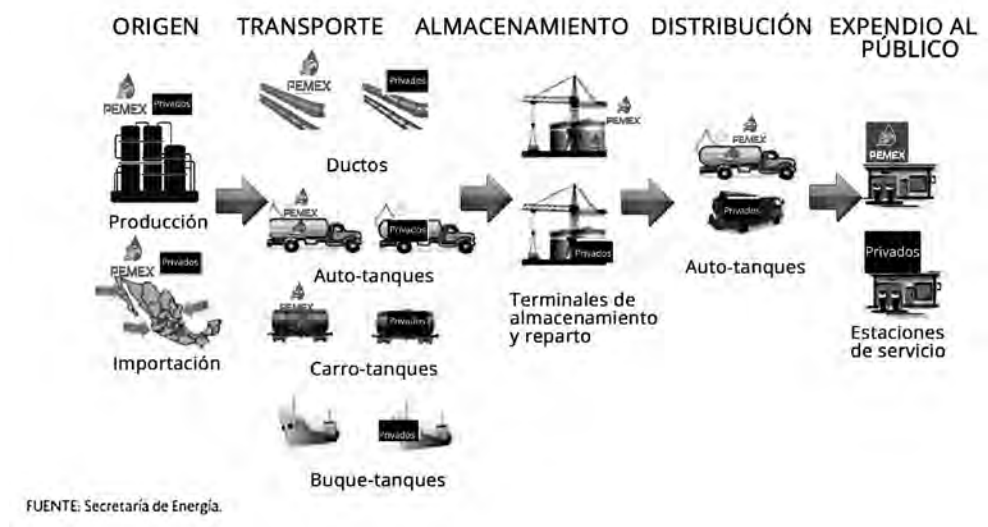 ORIGEN
TRANSPORTE
ALMACENAMIENTO
DISTRIBUCIÓN
EXPENDIO AL
PÚBLICO
PEMEX
Privados
Producción
PEMEX
Privados
Importación
PEMEX
Privados
Ductos
PEMEX
Privados
Auto-tanques
PEMEX
Privados
Carro-tanques
Privados
Buque-tanques
PEMEX
Privados
Terminales de
almacenamiento
y reparto
PEMEX
Privados
Auto-tanques
PEMEX
Privados
Estaciones
de servicio
FUENTE: Secretaría de Energía.